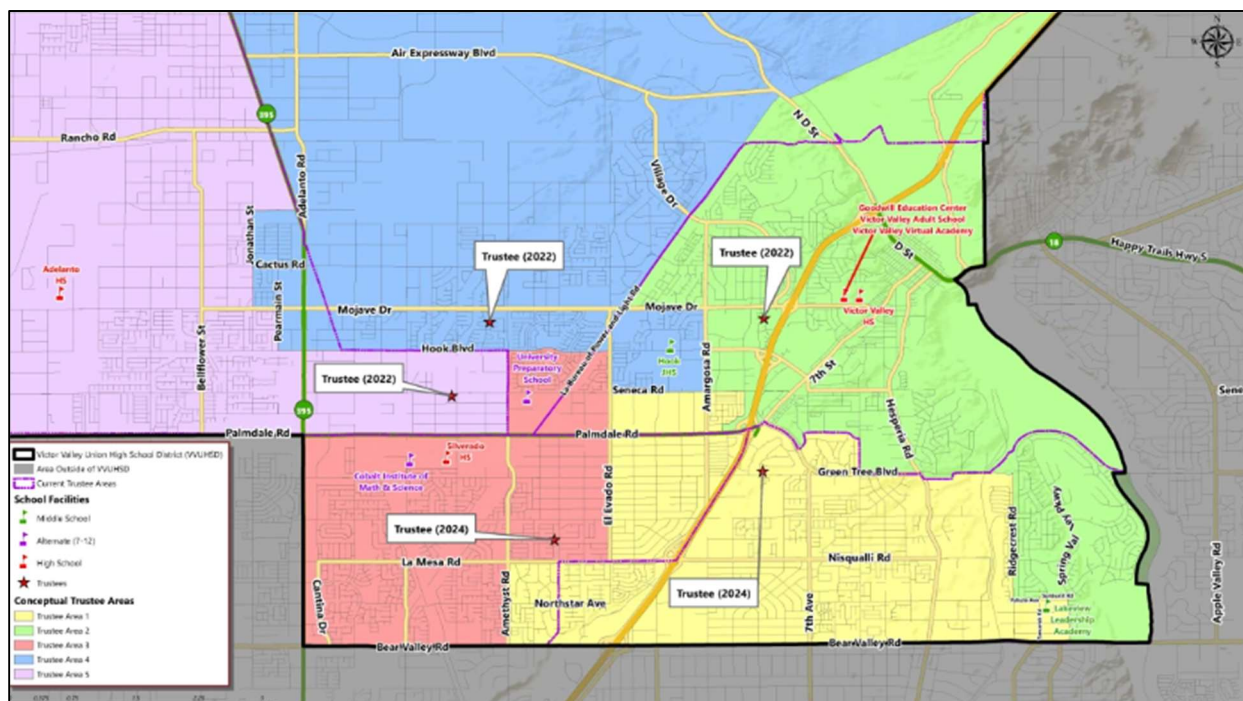 N
W E
S
Air Expressway Blvd
395
N D St
Rancho Rd
Adelanto Rd
Village Dr
Goodwill Education Center
Victor Valley Adult School
Victor Valley Virtual Academy
D St
18
Happy Trails Hwy S
Jonathan St
Cactus Rd
Trustee (2022)
Trustee (2022)
Adelanto
HS
Pearmain St
La Bureau of Power and Light Rd
Mojave Dr
Mojave Dr
Victor Valley
HS
Bellflower St
Hook Blvd
University
Preparatory
School
Hook
JHS
Amargosa Rd
7th St
Trustee (2022)
Seneca Rd
Hesperia Rd
395
Palmdale Rd
Palmdale Rd
Silverado
HS
Cobalt Institute of
Math & Science
El Evado Rd
Green Tree Blvd
Trustee (2024)
La Mesa Rd
Nisqualli Rd
Ridgecrest Rd
Spring Valley Pkwy
Trustee (2024)
Cantina Dr
Amethyst Rd
Northstar Ave
7th Ave
Lakeview
Leadership
Academy
Apple Valley Rd
Bear Valley Rd
Bear Valley Rd
Victor Valley Union High School District (VVUHSD)
Area Outside of VVUHSD
Current Trustee Areas
School Facilities
Middle School
Alternate (7-12)
High School
Trustees
Conceptual Trustee Areas
Trustee Area 1
Trustee Area 2
Trustee Area 3
Trustee Area 4
Trustee Area 5